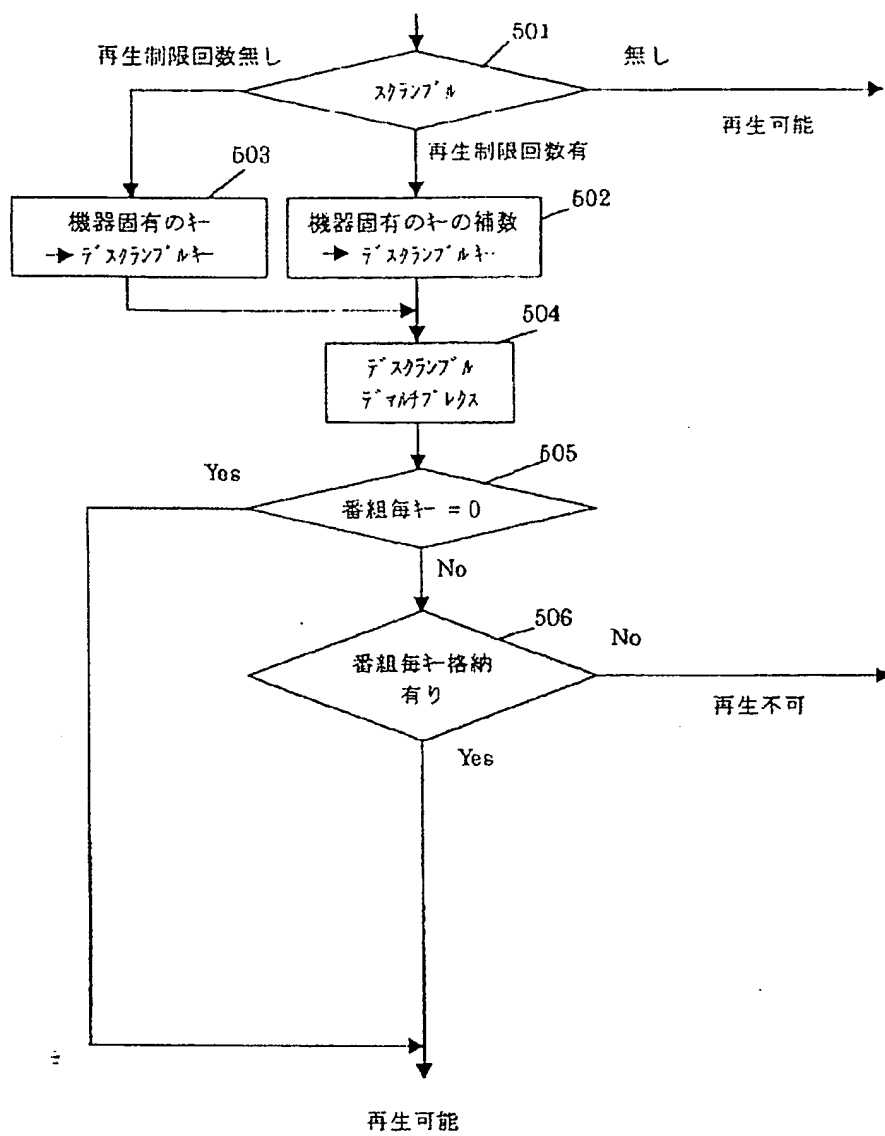 501
再生制限回数無し
無し
スクランブル
再生可能
再生制限回数有
503
502
機器固有のキー
→ デスクランブルキー
機器固有のキーの補数
→ デスクランブルキー
504
デスクランブル
デマルチプレクス
505
Yes
番組毎キー = 0
No
506
No
番組毎キー格納
有り
再生不可
Yes
再生可能